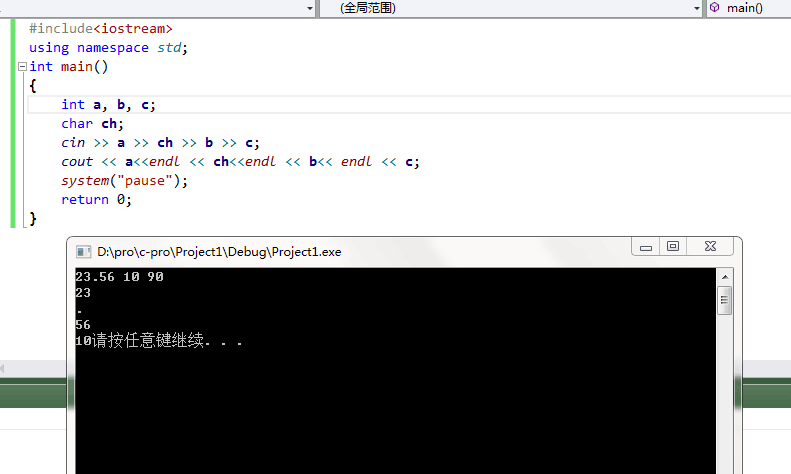 (全局范围) main()
#include<iostream>
using namespace std;
int main()
{
int a, b, c;
char ch;
cin >> a >> ch >> b >> c;
cout << a<<endl << ch<<endl << b<< endl << c;
system("pause");
return 0;
}
D:\pro\c-pro\Project1\Debug\Project1.exe
23.56 10 90
23
.
56
10请按任意键继续. . .